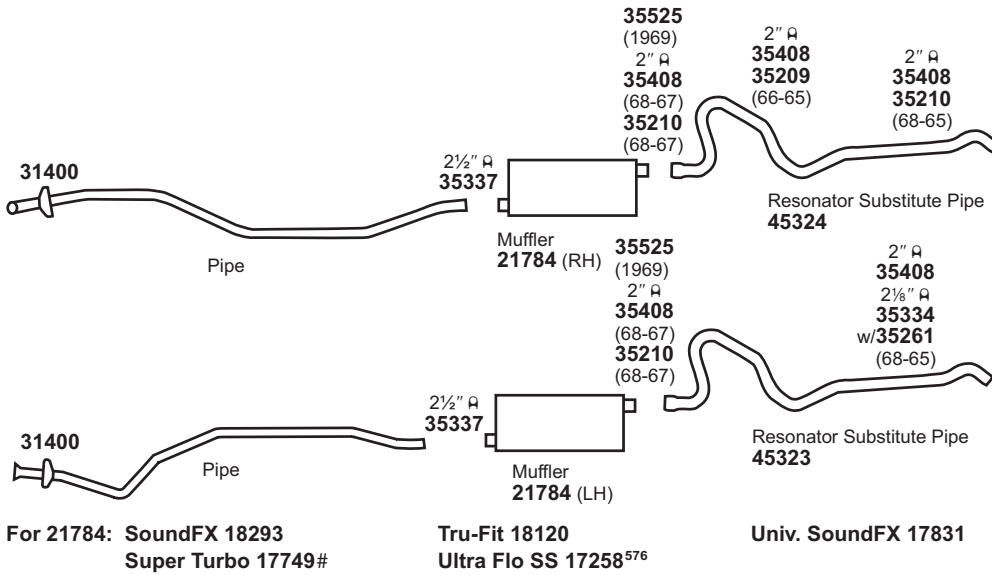 35525
(1969)
2″
35408
(68-67)
35210
(68-67)
2″
35408
35209
(66-65)
2″
35408
35210
(68-65)
31400
2½″
35337
Pipe
Muffler
21784 (RH)
Resonator Substitute Pipe
45324
35525
(1969)
2″
35408
(68-67)
35210
(68-67)
2″
35408
2⅛″
35334
w/35261
(68-65)
31400
2½″
35337
Pipe
Muffler
21784 (LH)
Resonator Substitute Pipe
45323
For 21784: SoundFX 18293
Super Turbo 17749#
Tru-Fit 18120
Ultra Flo SS 17258⁵⁷⁶
Univ. SoundFX 17831